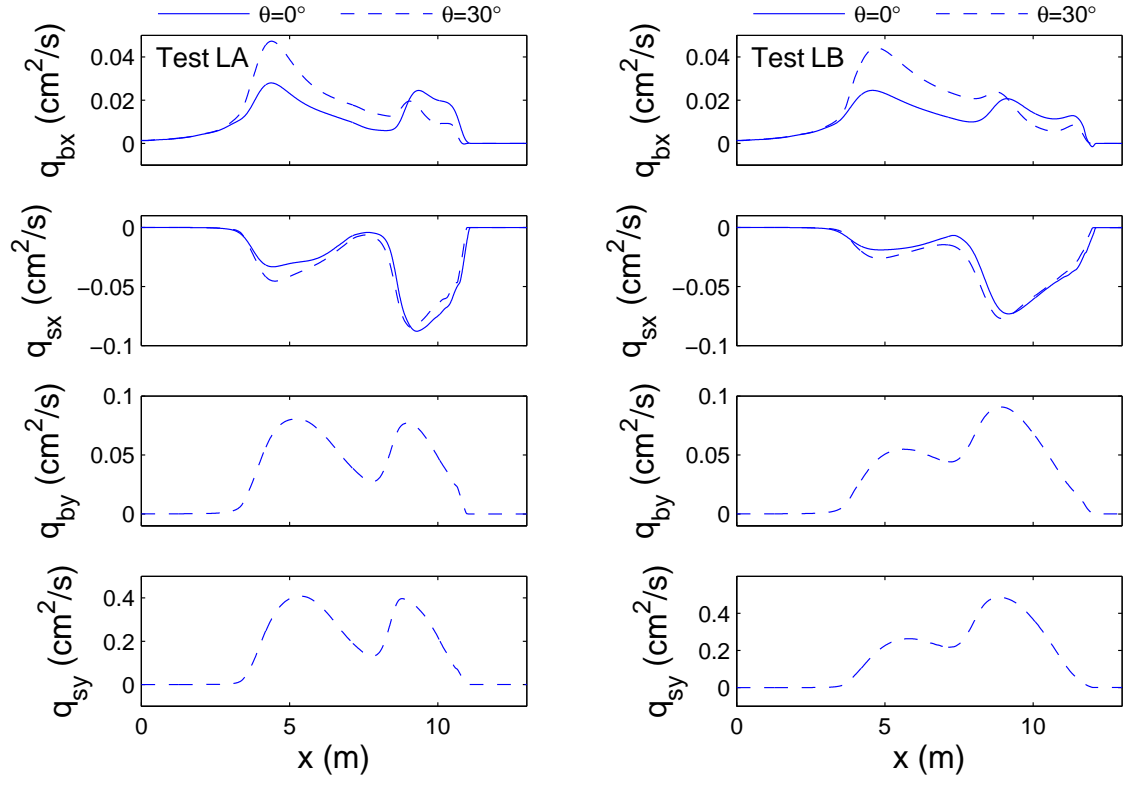 θ=0° θ=30°
Test LA
q_bx (cm²/s)
0.04
0.02
0
q_sx (cm²/s)
0
−0.05
−0.1
q_by (cm²/s)
0.1
0.05
0
q_sy (cm²/s)
0.4
0.2
0
0 5 10
x (m)
θ=0° θ=30°
Test LB
q_bx (cm²/s)
0.04
0.02
0
q_sx (cm²/s)
0
−0.05
−0.1
q_by (cm²/s)
0.1
0.05
0
q_sy (cm²/s)
0.4
0.2
0
0 5 10
x (m)